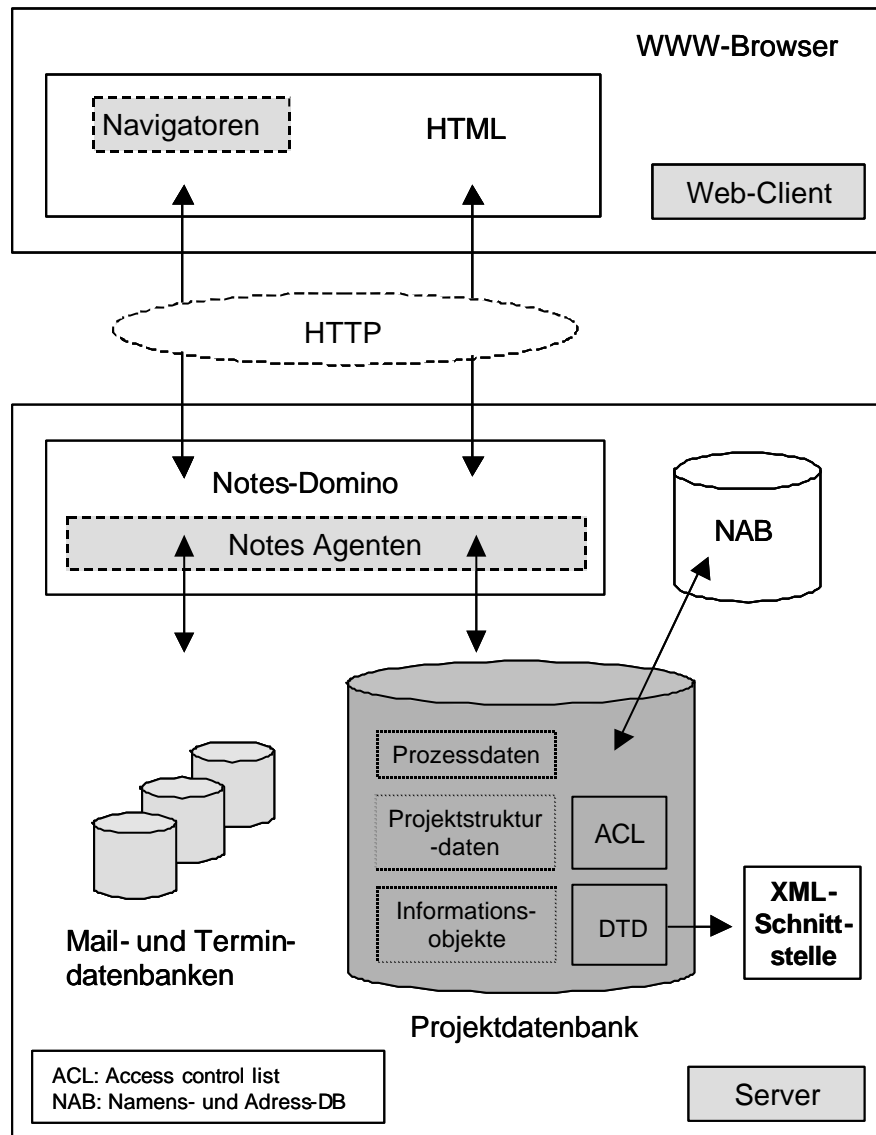 WWW-Browser
Navigatoren
HTML
Web-Client
HTTP
Notes-Domino
Notes Agenten
NAB
Prozessdaten
Projektstruktur
-daten
ACL
Informations-
objekte
DTD
XML-
Schnitt-
stelle
Mail- und Termin-
datenbanken
Projektdatenbank
ACL: Access control list
NAB: Namens- und Adress-DB
Server